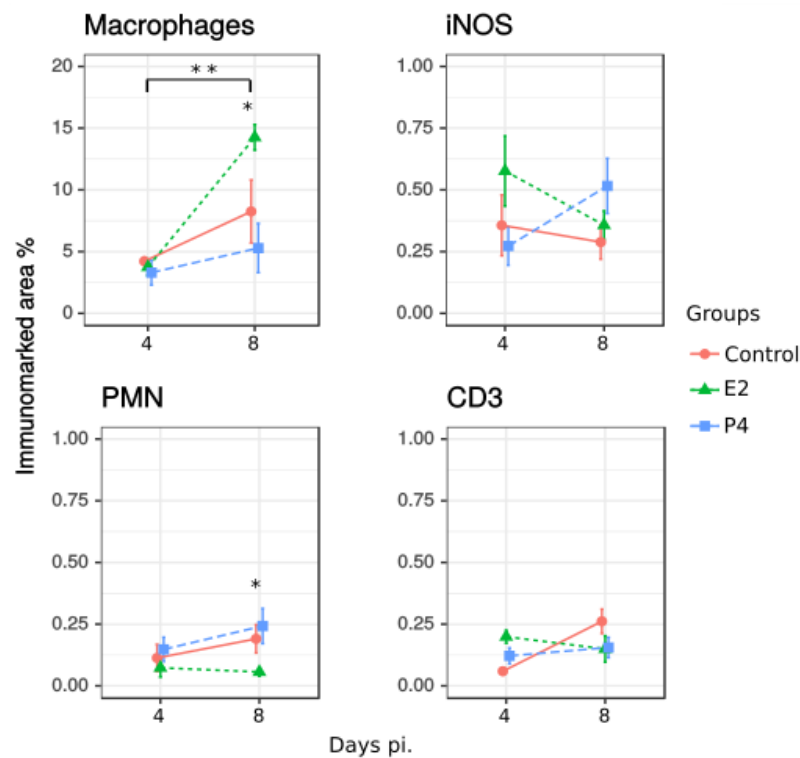 Macrophages
20
15
10
5
0
* *
*
4 8
iNOS
1.00
0.75
0.50
0.25
0.00
4 8
Immunomarked area %
Groups
Control
E2
P4
PMN
1.00
0.75
0.50
0.25
0.00
*
4 8
CD3
1.00
0.75
0.50
0.25
0.00
4 8
Days pi.